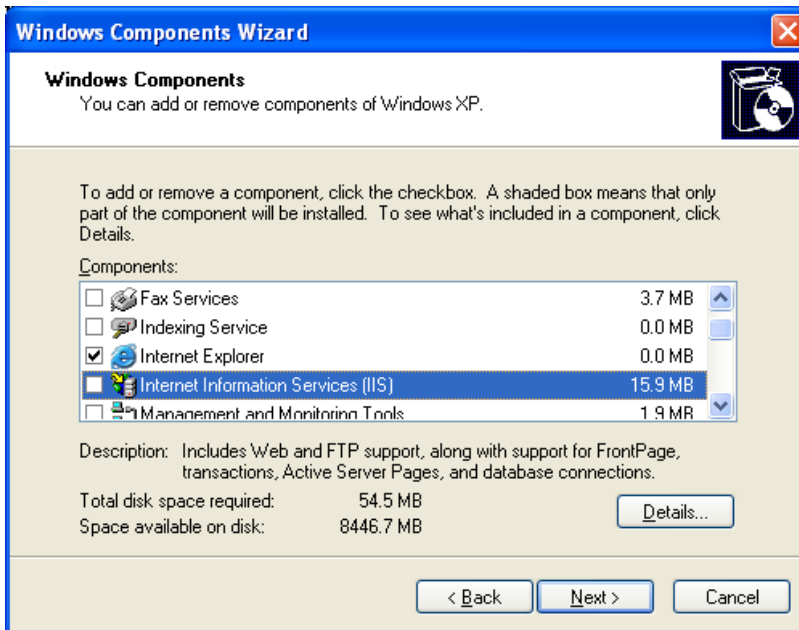 Windows Components Wizard
Windows Components
You can add or remove components of Windows XP.
To add or remove a component, click the checkbox. A shaded box means that only
part of the component will be installed. To see what's included in a component, click
Details.
Components:
Fax Services 3.7 MB
Indexing Service 0.0 MB
Internet Explorer 0.0 MB
Internet Information Services (IIS) 15.9 MB
Management and Monitoring Tools 1.9 MB
Description: Includes Web and FTP support, along with support for FrontPage,
transactions, Active Server Pages, and database connections.
Total disk space required: 54.5 MB
Space available on disk: 8446.7 MB
Details...
< Back Next > Cancel